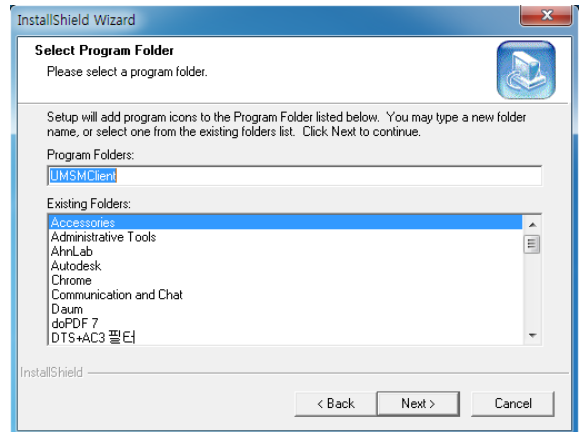 InstallShield Wizard
Select Program Folder
Please select a program folder.
Setup will add program icons to the Program Folder listed below.  You may type a new folder
name, or select one from the existing folders list.  Click Next to continue.
Program Folders:
UMSMClient
Existing Folders:
Accessories
Administrative Tools
AhnLab
Autodesk
Chrome
Communication and Chat
Daum
doPDF 7
DTS+AC3 필터
InstallShield
< Back
Next >
Cancel